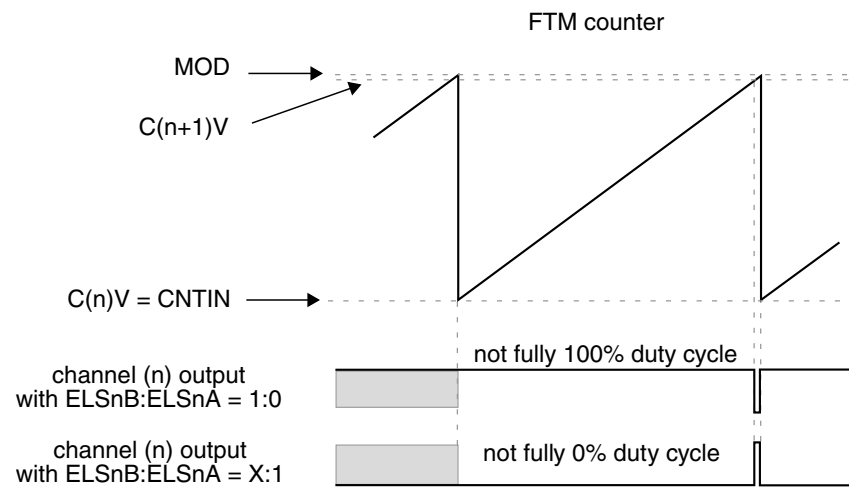 FTM counter
MOD
C(n+1)V
C(n)V = CNTIN
not fully 100% duty cycle
channel (n) output
with ELSnB:ELSnA = 1:0
channel (n) output
with ELSnB:ELSnA = X:1
not fully 0% duty cycle